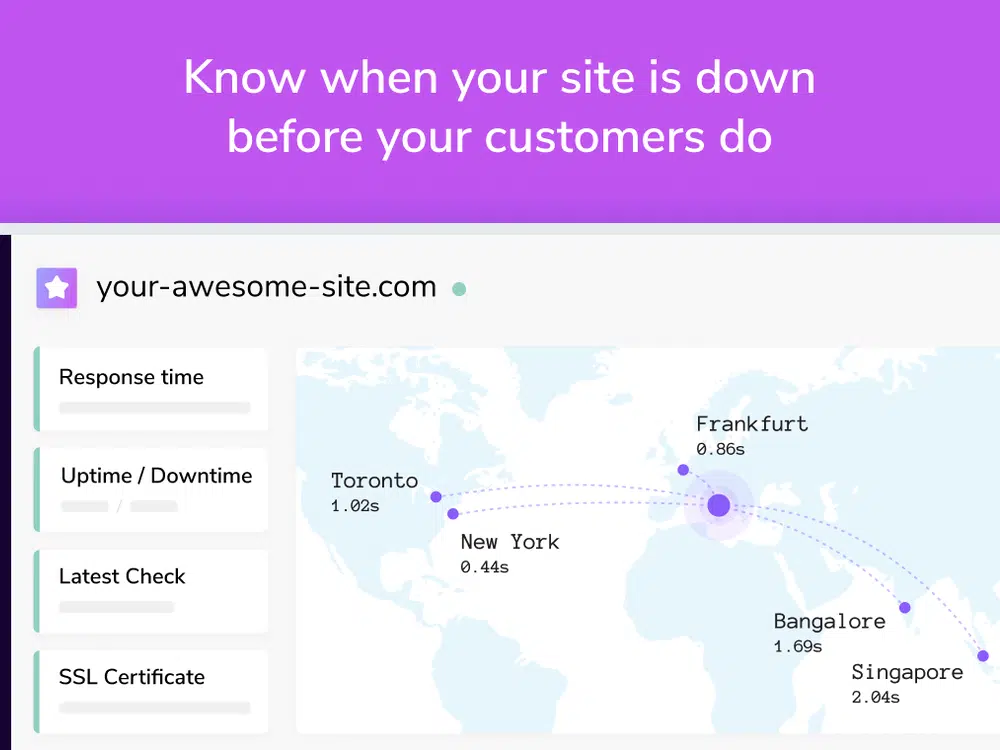 Know when your site is down
before your customers do
your-awesome-site.com
Response time
Uptime / Downtime
/
Latest Check
SSL Certificate
Frankfurt
0.86s
Toronto
1.02s
New York
0.44s
Bangalore
1.69s
Singapore
2.04s